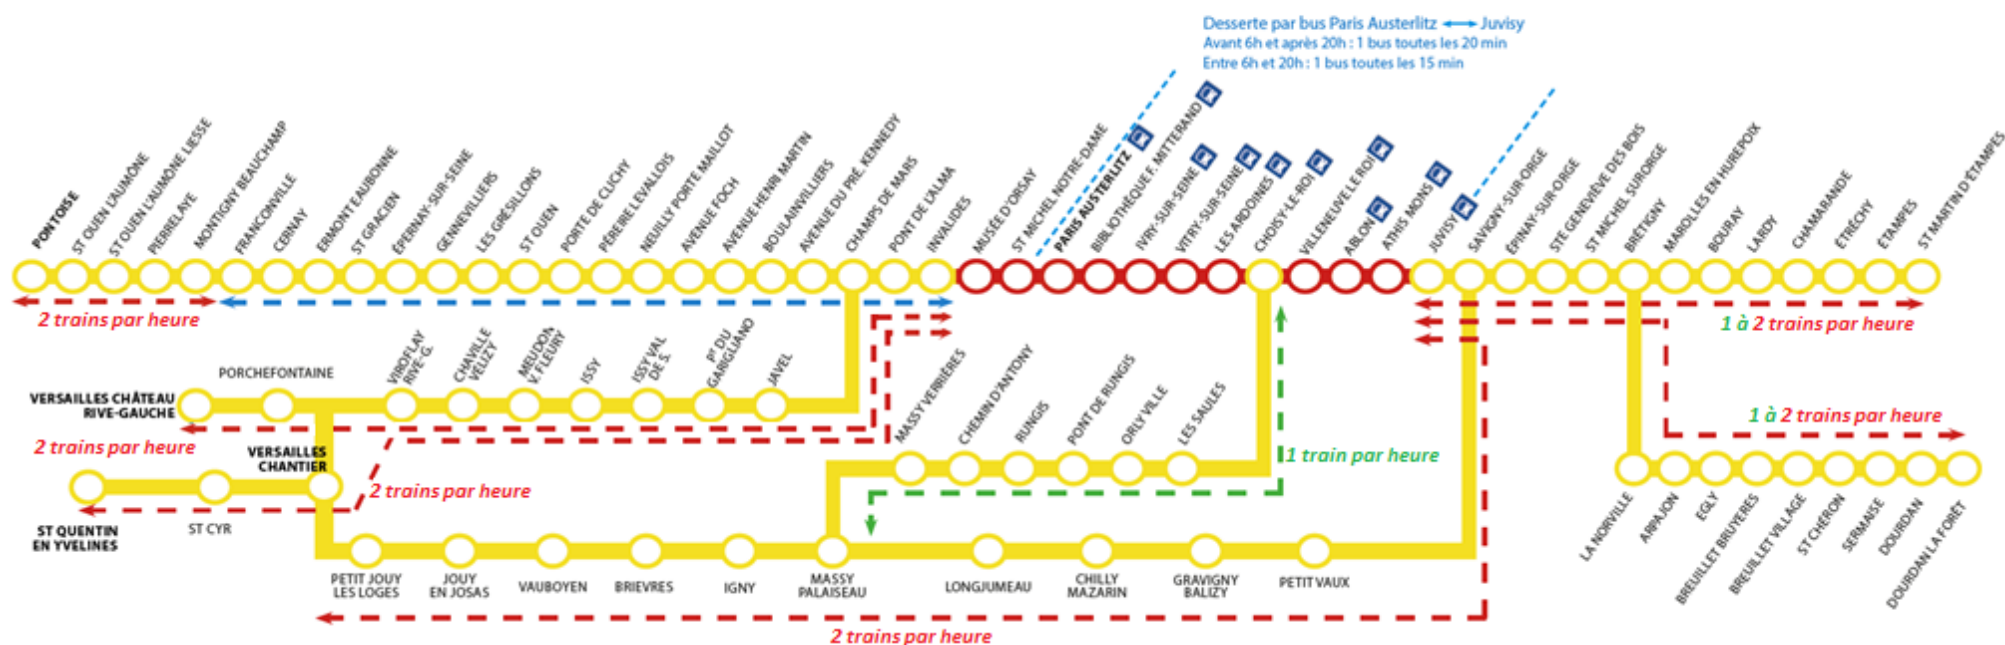 Desserte par bus Paris Austerlitz Juvisy
Avant 6h et après 20h : 1 bus toutes les 20 min
Entre 6h et 20h : 1 bus toutes les 15 min
PONTOISE
ST OUEN L'AUMÔNE
ST OUEN L'AUMÔNE LIESSE
PIERRELAYE
MONTIGNY BEAUCHAMP
FRANCONVILLE
CERNAY
ERMONT EAUBONNE
ST GRACIEN
ÉPERNAY-SUR-SEINE
GENNEVILLIERS
LES GRÉSILLONS
ST OUEN
PORTE DE CLICHY
PÉREIRE LEVALLOIS
NEUILLY PORTE MAILLOT
AVENUE FOCH
AVENUE HENRI MARTIN
BOULAINVILLIERS
AVENUE DU PRÉ. KENNEDY
CHAMPS DE MARS
PONT DE L'ALMA
INVALIDES
MUSÉE D'ORSAY
ST MICHEL NOTRE-DAME
PARIS AUSTERLITZ
BIBLIOTHÈQUE F. MITTERAND
IVRY-SUR-SEINE
VITRY-SUR-SEINE
LES ARDOINES
CHOISY-LE-ROI
VILLENEUVE LE ROI
ABLON
ATHIS MONS
JUVISY
SAVIGNY-SUR-ORGE
ÉPINAY-SUR-ORGE
STE GENEVIÈVE DES BOIS
ST MICHEL SURORGE
BRÉTIGNY
MAROLLES EN HUREPOIX
BOURAY
LARDY
CHAMARANDE
ÉTRÉCHY
ÉTAMPES
ST MARTIN D'ÉTAMPES
2 trains par heure
1 à 2 trains par heure
PORCHEFONTAINE
VIROFLAY
RIVE-G.
CHAVILLE
VÉLIZY
MEUDON
V. FLEURY
ISSY
ISSY VAL
DE S.
PT DU
GARIGLIANO
JAVEL
VERSAILLES CHÂTEAU
RIVE-GAUCHE
2 trains par heure
VERSAILLES
CHANTIER
MASSY VERRIÈRES
CHEMIN D'ANTONY
RUNGIS
PONT DE RUNGIS
ORLY VILLE
LES SAULES
1 à 2 trains par heure
1 train par heure
2 trains par heure
ST QUENTIN
EN YVELINES
ST CYR
LA NORVILLE
ARPAJON
EGLY
BREUILLET BRUYERES
BREUILLET VILLAGE
ST CHÉRON
SERMAISE
DOURDAN
DOURDAN LA FORÊT
PETIT JOUY
LES LOGES
JOUY
EN JOSAS
VAUBOYEN
BRIEVRES
IGNY
MASSY
PALAISEAU
LONGJUMEAU
CHILLY
MAZARIN
GRAVIGNY
BALIZY
PETIT VAUX
2 trains par heure